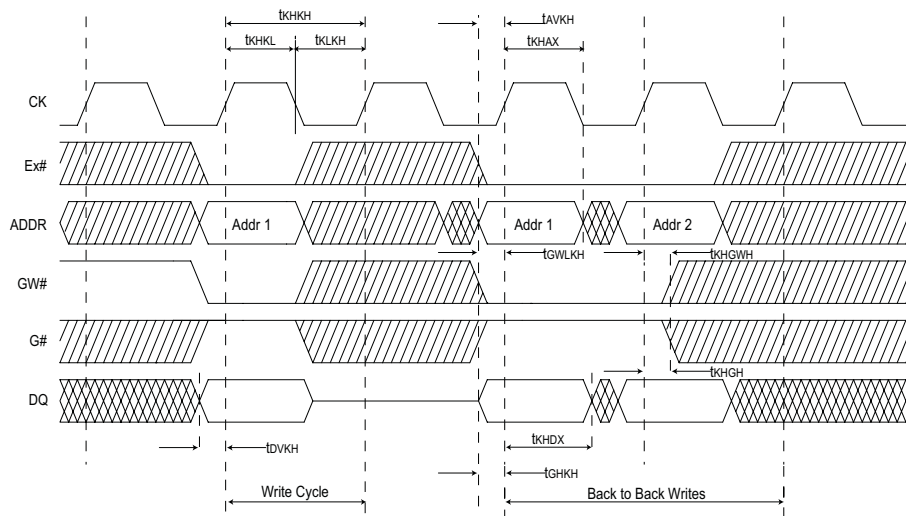 tKHKH
tAVKH
tKHKL
tKLKH
tKHAX
CK
Ex#
ADDR
Addr 1
Addr 1
Addr 2
tGWLKH
tKHGWH
GW#
G#
tKHGH
DQ
tDVKH
tKHDX
tGHKH
Write Cycle
Back to Back Writes